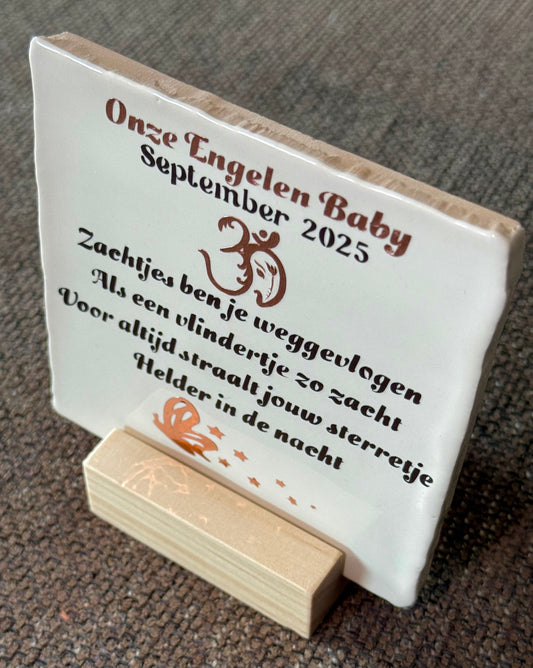 Onze Engelen Baby
September 2025
Zachtjes ben je weggevlogen
Als een vlindertje zo zacht
Voor altijd straalt jouw sterretje
Helder in de nacht